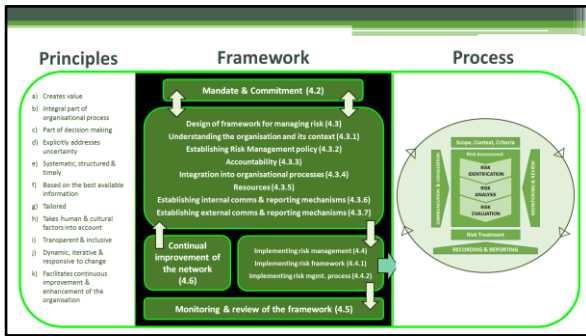 Principles
Framework
Process
a) Creates value
b) Integral part of
organisational process
c) Part of decision making
d) Explicitly addresses
uncertainty
e) Systematic, structured &
timely
f) Based on the best available
information
g) Tailored
h) Takes human & cultural
factors into account
i) Transparent & inclusive
j) Dynamic, iterative &
responsive to change
k) Facilitates continuous
improvement &
enhancement of the
organisation
Mandate & Commitment (4.2)
Design of framework for managing risk (4.3)
Understanding the organisation and its context (4.3.1)
Establishing Risk Management policy (4.3.2)
Accountability (4.3.3)
Integration into organisational processes (4.3.4)
Resources (4.3.5)
Establishing internal comms & reporting mechanisms (4.3.6)
Establishing external comms & reporting mechanisms (4.3.7)
Continual
improvement of
the network
(4.6)
Implementing risk management (4.4)
Implementing risk framework (4.4.1)
Implementing risk mgmt. process (4.4.2)
Monitoring & review of the framework (4.5)
Scope, Context, Criteria
Risk Assessment
RISK
IDENTIFICATION
RISK
ANALYSIS
RISK
EVALUATION
Risk Treatment
RECORDING & REPORTING
COMMUNICATION & CONSULTATION
MONITORING & REVIEW